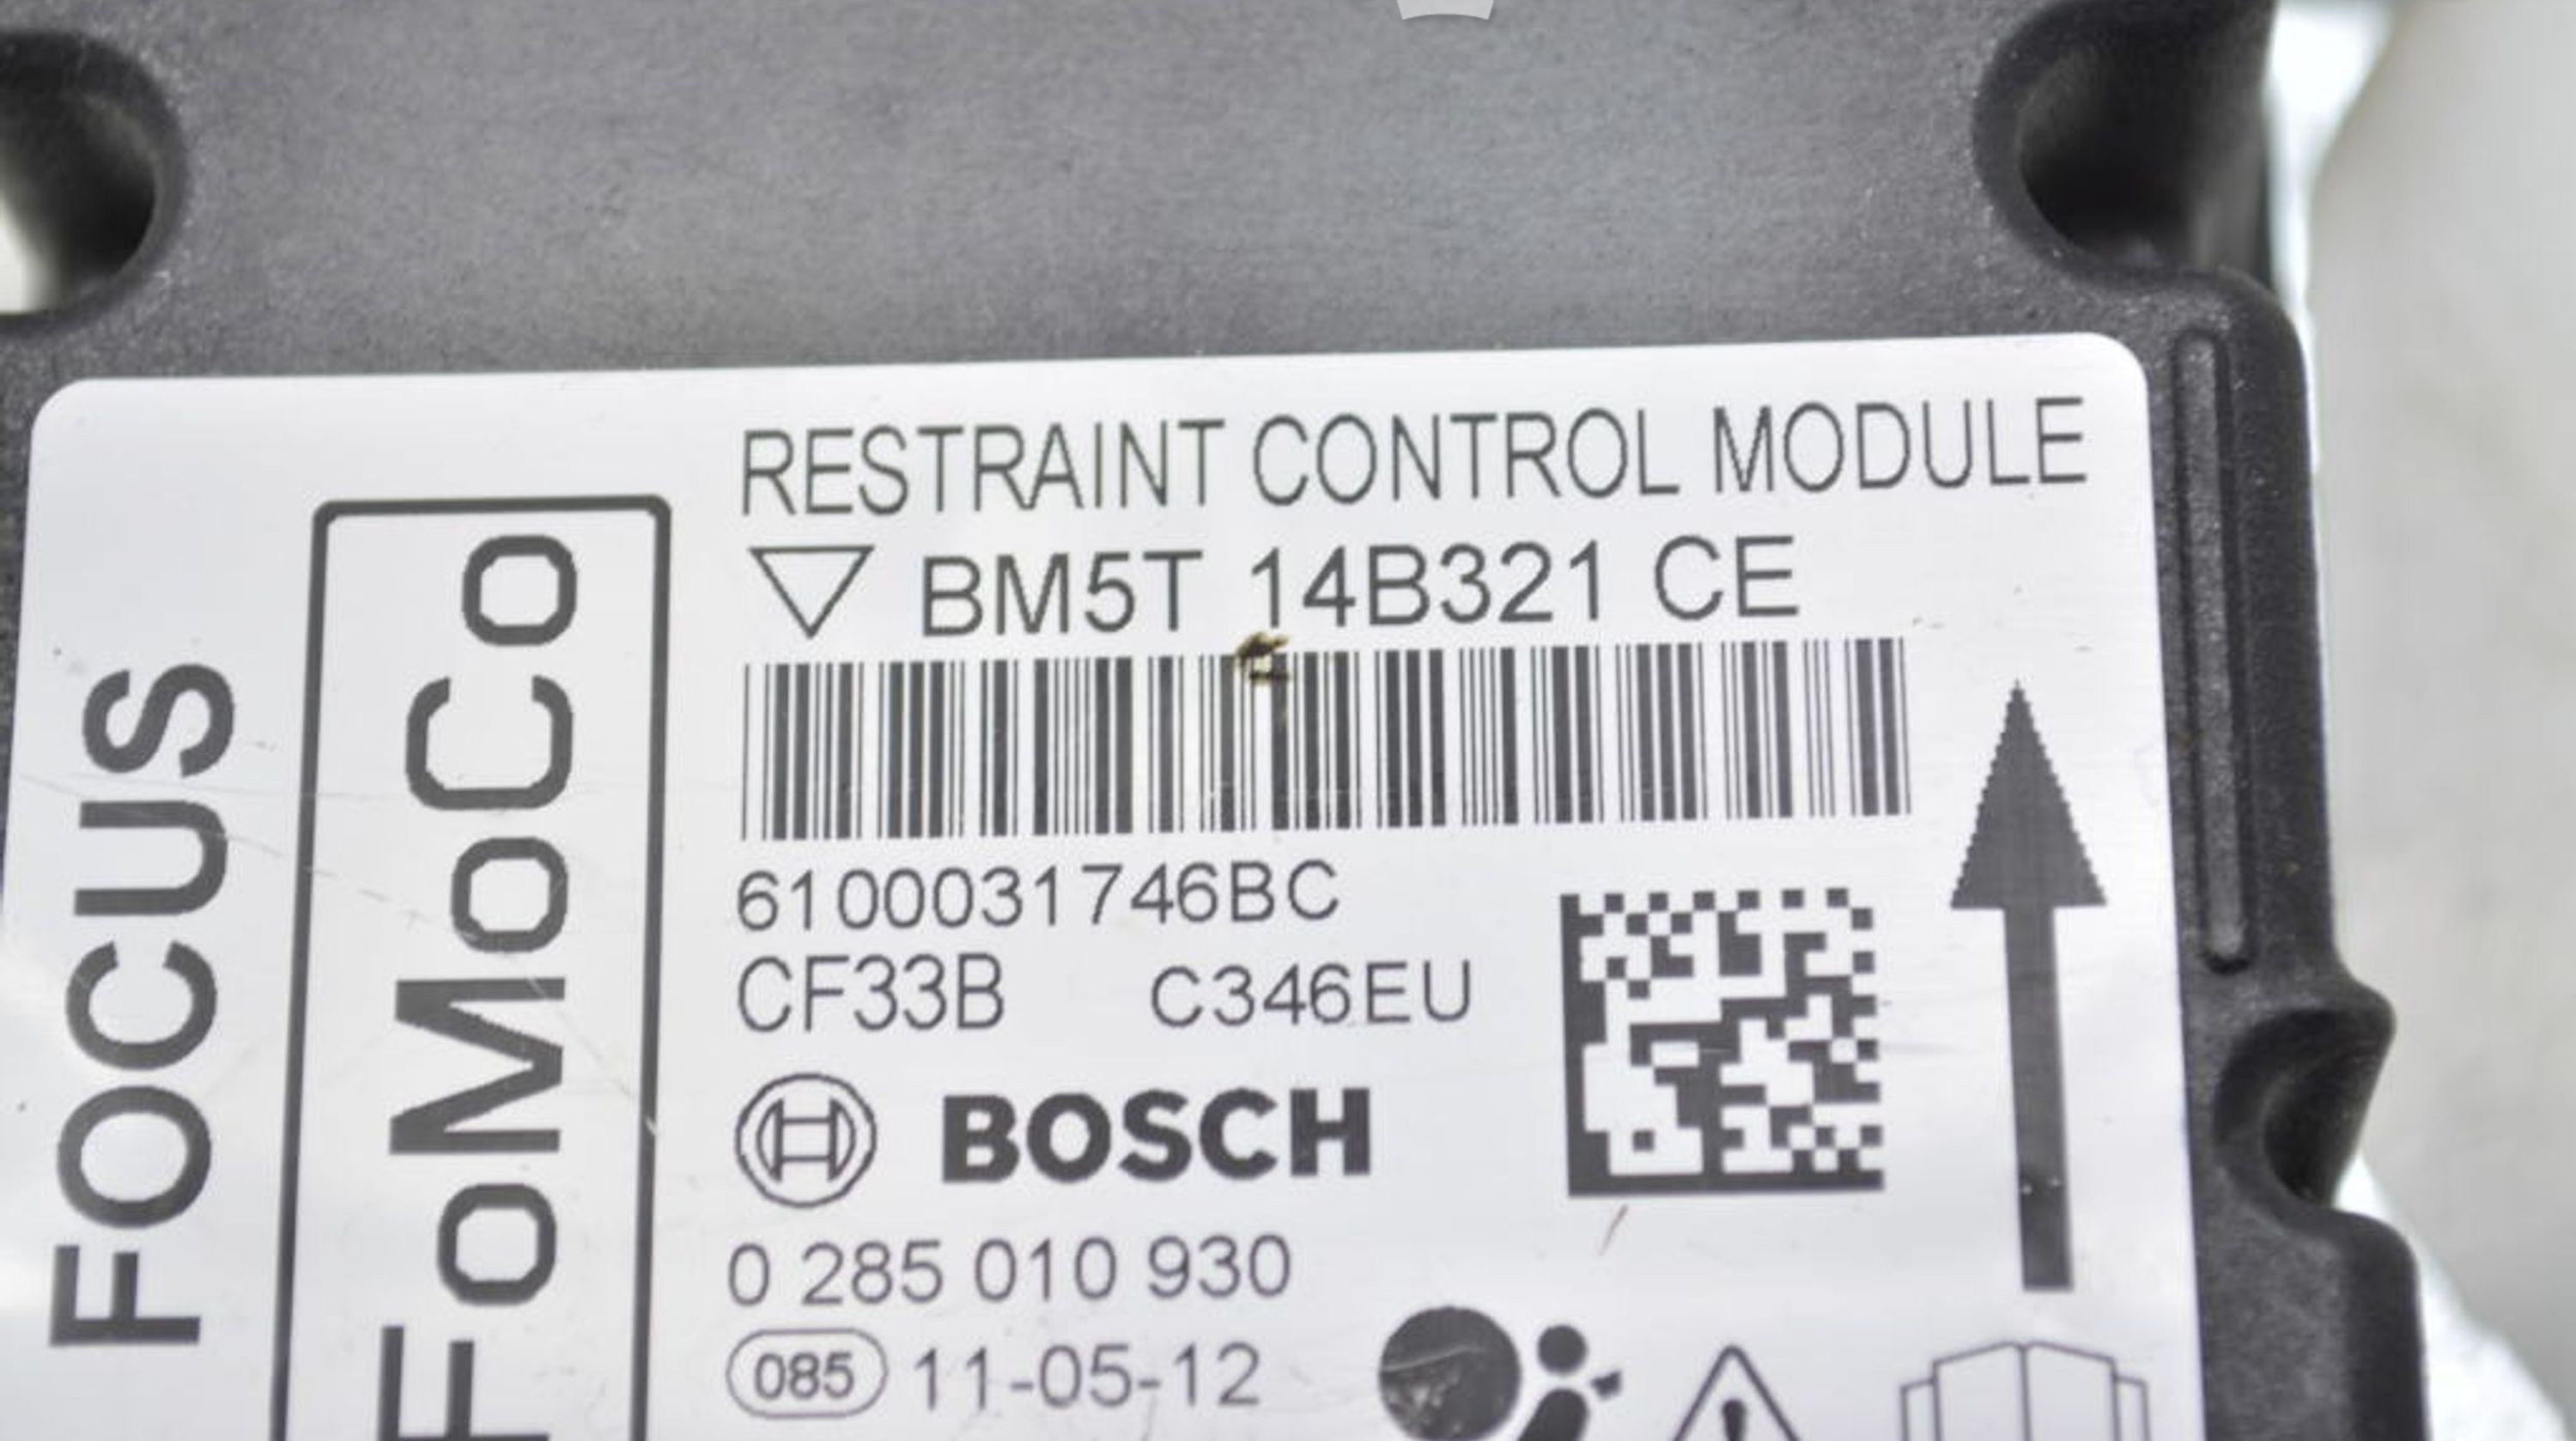 RESTRAINT CONTROL MODULE
BM5T 14B321 CE
6100031746BC
CF33B C346EU
BOSCH
0 285 010 930
085 11-05-12
FoMoCo
FOCUS